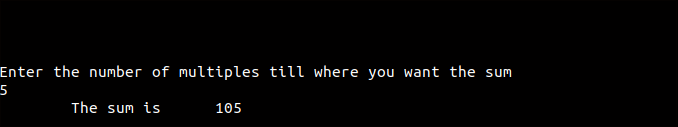 Enter the number of multiples till where you want the sum
5
The sum is 105